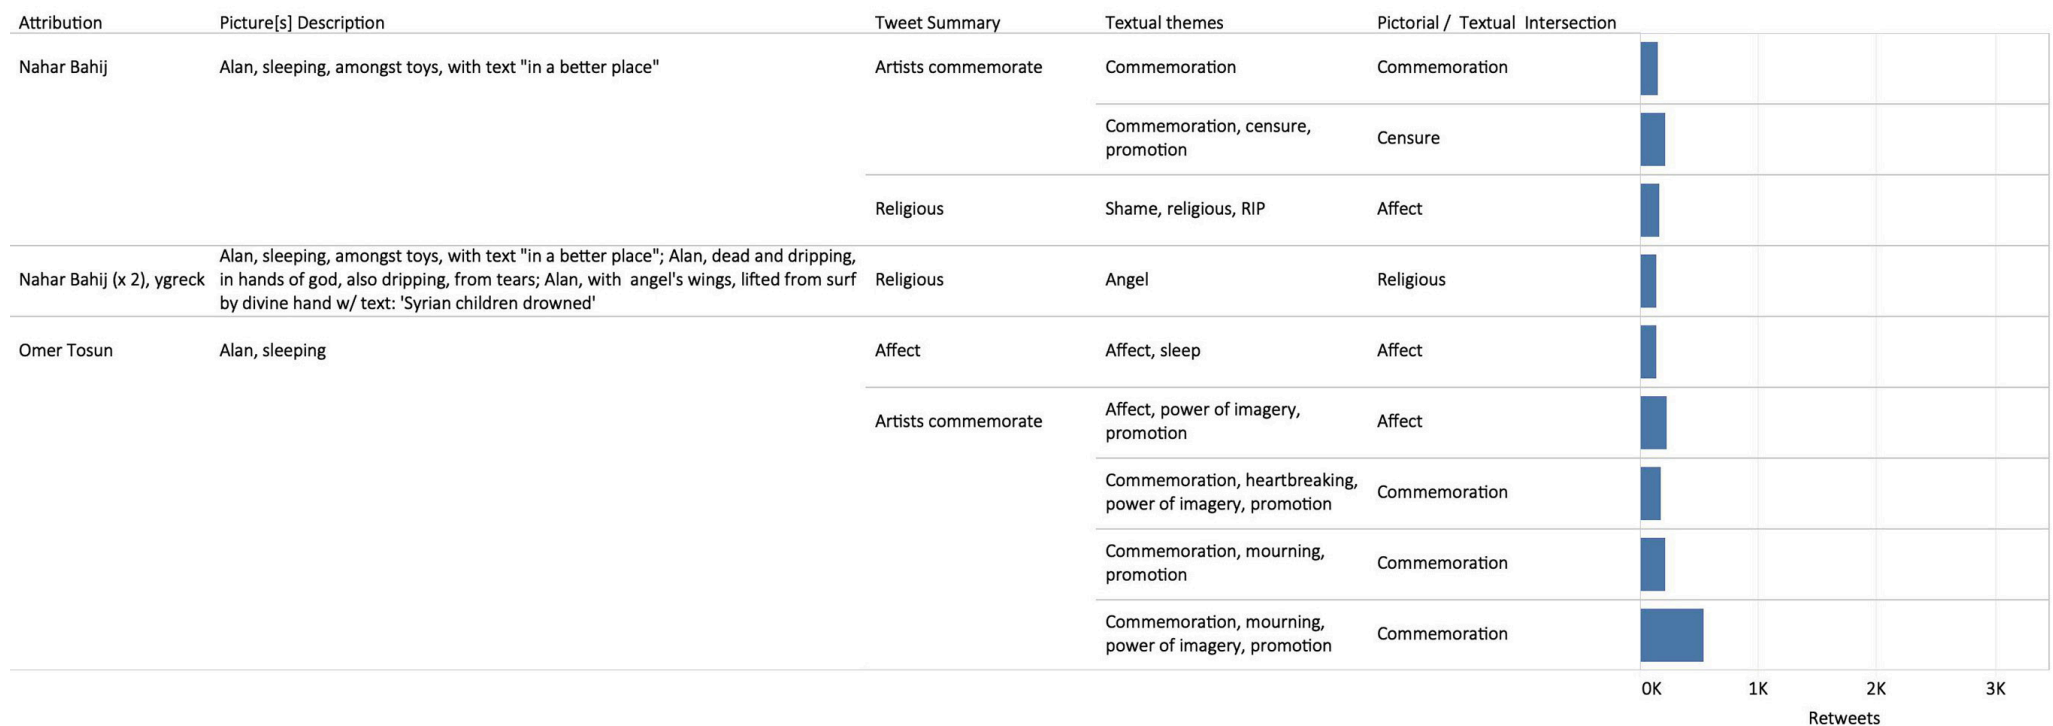 Attribution Picture[s] Description Tweet Summary Textual themes Pictorial / Textual Intersection
Nahar Bahij Alan, sleeping, amongst toys, with text "in a better place" Artists commemorate Commemoration Commemoration
Commemoration, censure,
promotion
Censure
Religious Shame, religious, RIP Affect
Nahar Bahij (x 2), ygreck
Alan, sleeping, amongst toys, with text "in a better place"; Alan, dead and dripping,
in hands of god, also dripping, from tears; Alan, with angel's wings, lifted from surf
by divine hand w/ text: 'Syrian children drowned'
Religious Angel Religious
Omer Tosun Alan, sleeping Affect Affect, sleep Affect
Artists commemorate
Affect, power of imagery,
promotion
Affect
Commemoration, heartbreaking,
power of imagery, promotion
Commemoration
Commemoration, mourning,
promotion
Commemoration
Commemoration, mourning,
power of imagery, promotion
Commemoration
0K 1K 2K 3K
Retweets